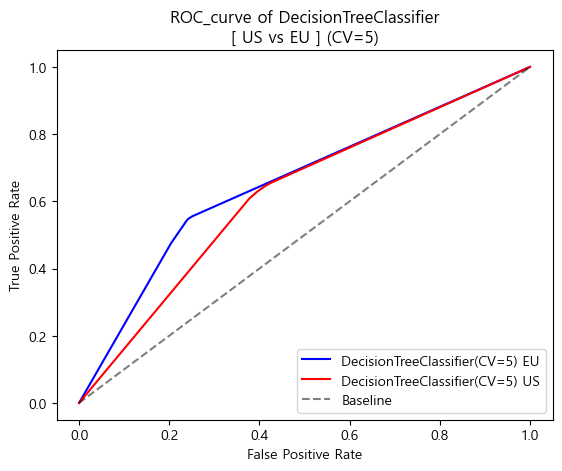 ROC_curve of DecisionTreeClassifier
[ US vs EU ] (CV=5)
True Positive Rate
1.0
0.8
0.6
0.4
0.2
0.0
DecisionTreeClassifier(CV=5) EU
DecisionTreeClassifier(CV=5) US
Baseline
0.0 0.2 0.4 0.6 0.8 1.0
False Positive Rate